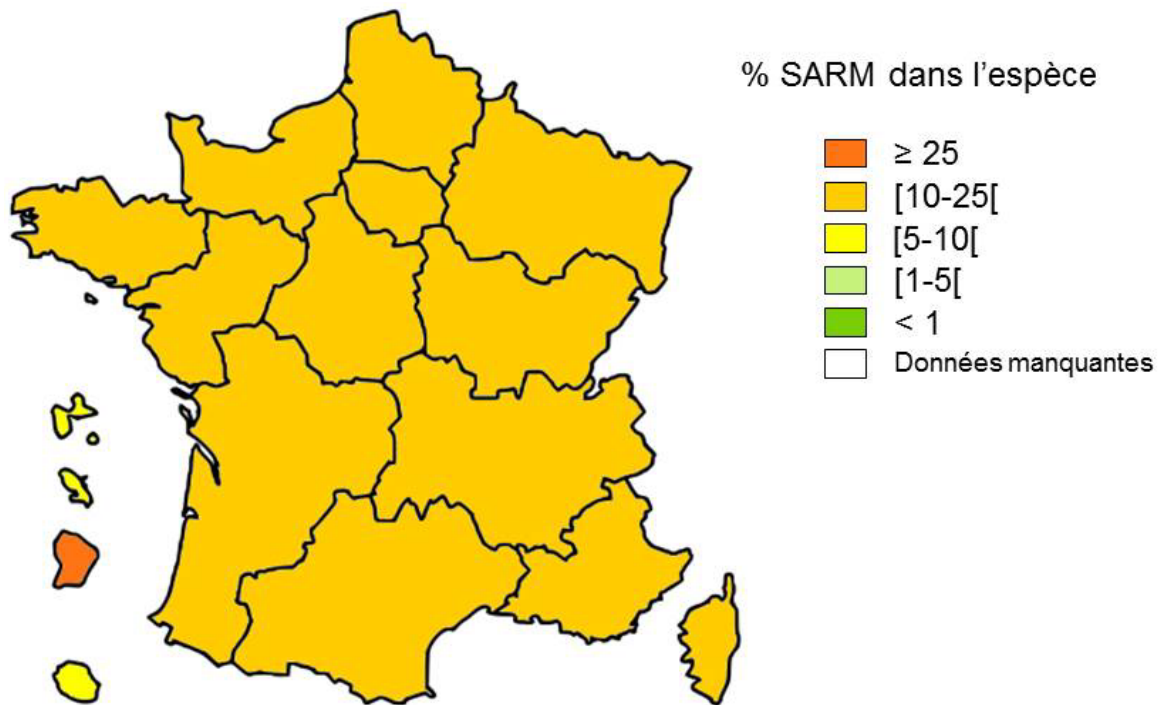 % SARM dans l'espèce
≥ 25
[10-25[
[5-10[
[1-5[
< 1
Données manquantes